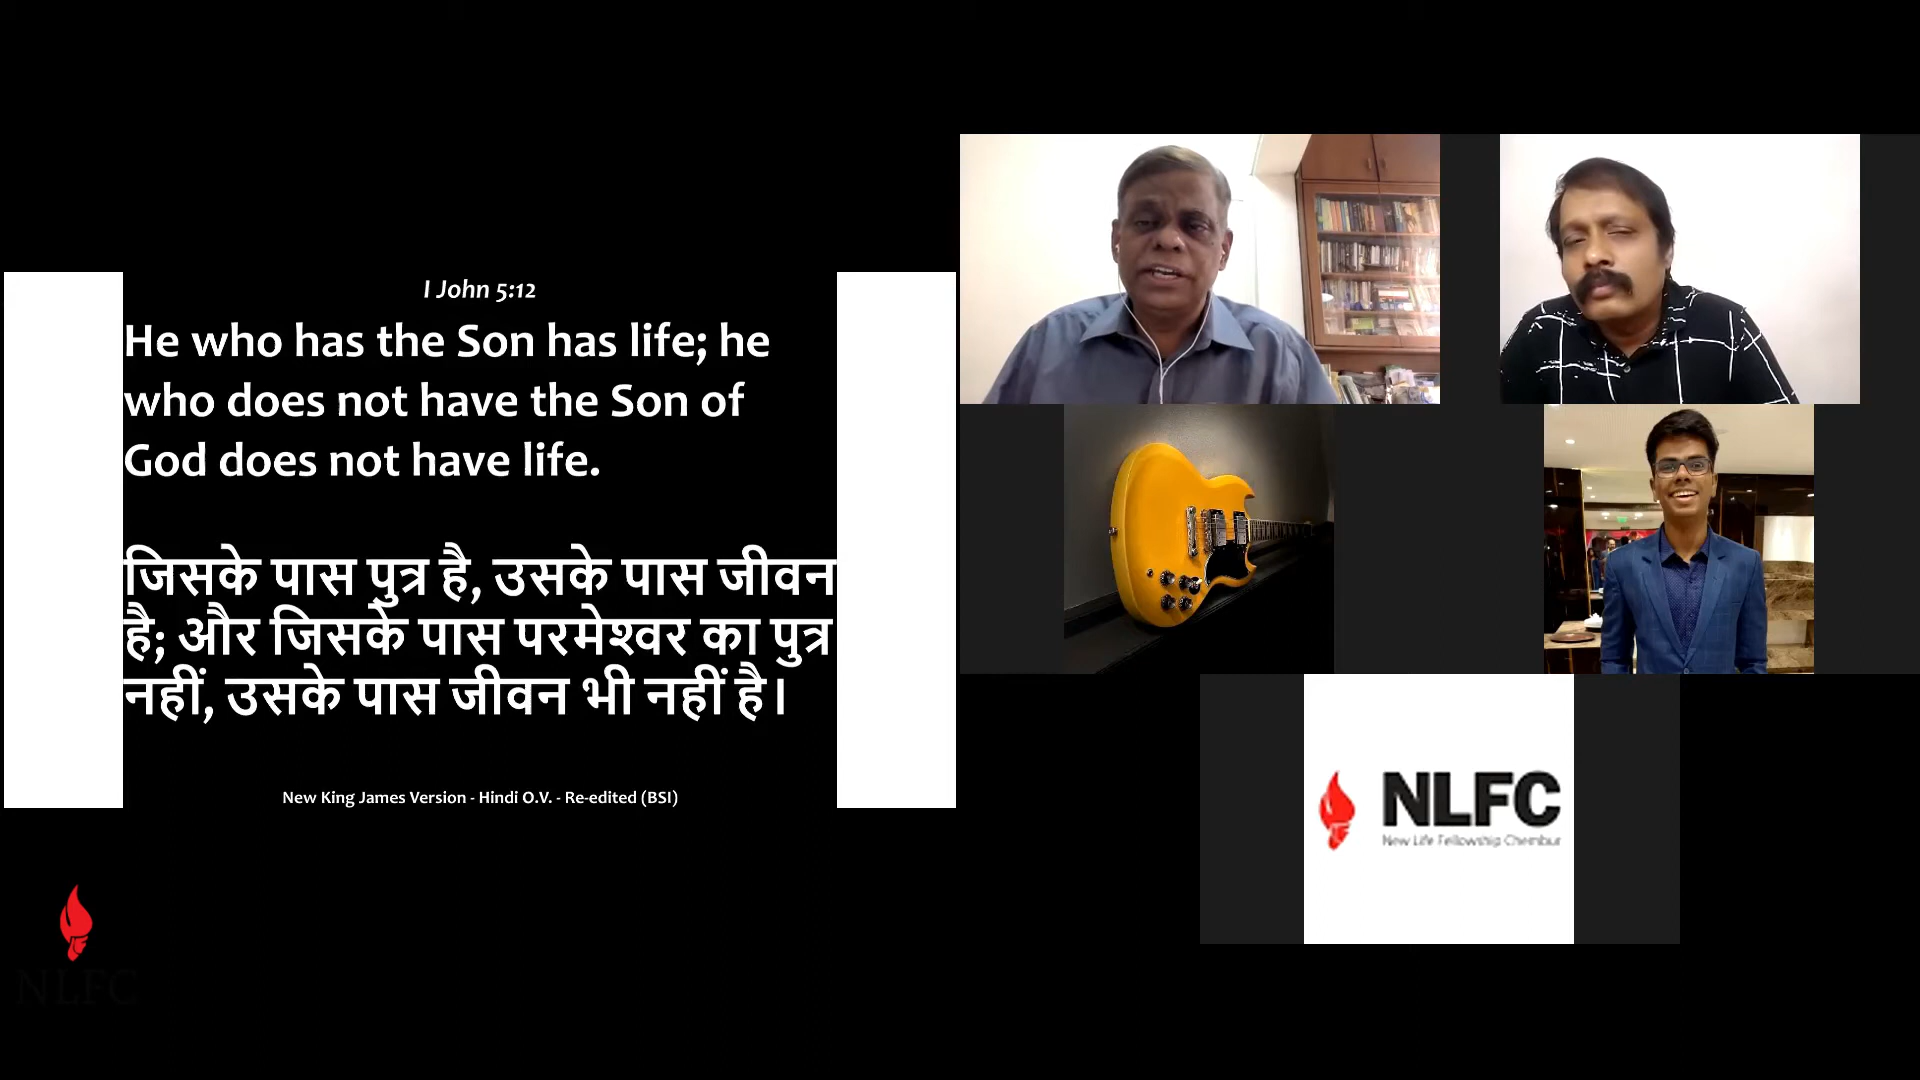 I John 5:12
He who has the Son has life; he
who does not have the Son of
God does not have life.
जिसके पास पुत्र है, उसके पास जीवन
है; और जिसके पास परमेश्वर का पुत्र
नहीं, उसके पास जीवन भी नहीं है।
New King James Version - Hindi O.V. - Re-edited (BSI)
NLFC
New Life Fellowship Chembur
NLFC